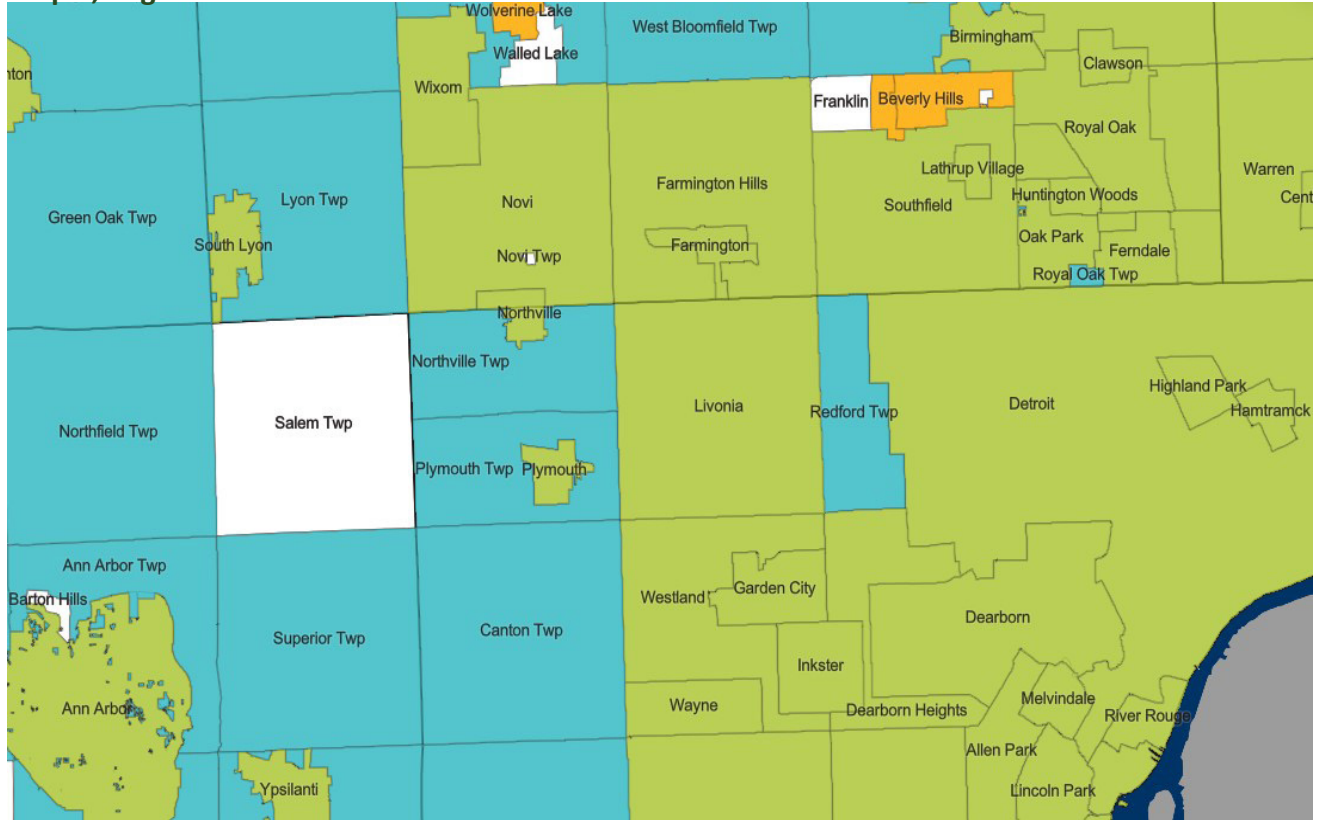 Wolverine Lake
West Bloomfield Twp
Birmingham
Walled Lake
Clawson
nton
Wixom
Franklin
Beverly Hills
Royal Oak
Lathrup Village
Warren
Farmington Hills
Huntington Woods
Cent
Lyon Twp
Novi
Southfield
Green Oak Twp
South Lyon
Farmington
Oak Park
Ferndale
Novi Twp
Royal Oak Twp
Northville
Northville Twp
Highland Park
Livonia
Redford Twp
Detroit
Hamtramck
Salem Twp
Northfield Twp
Plymouth Twp
Plymouth
Ann Arbor Twp
Garden City
Barton Hills
Westland
Dearborn
Superior Twp
Canton Twp
Inkster
Melvindale
Ann Arbor
Wayne
Dearborn Heights
River Rouge
Allen Park
Ypsilanti
Lincoln Park